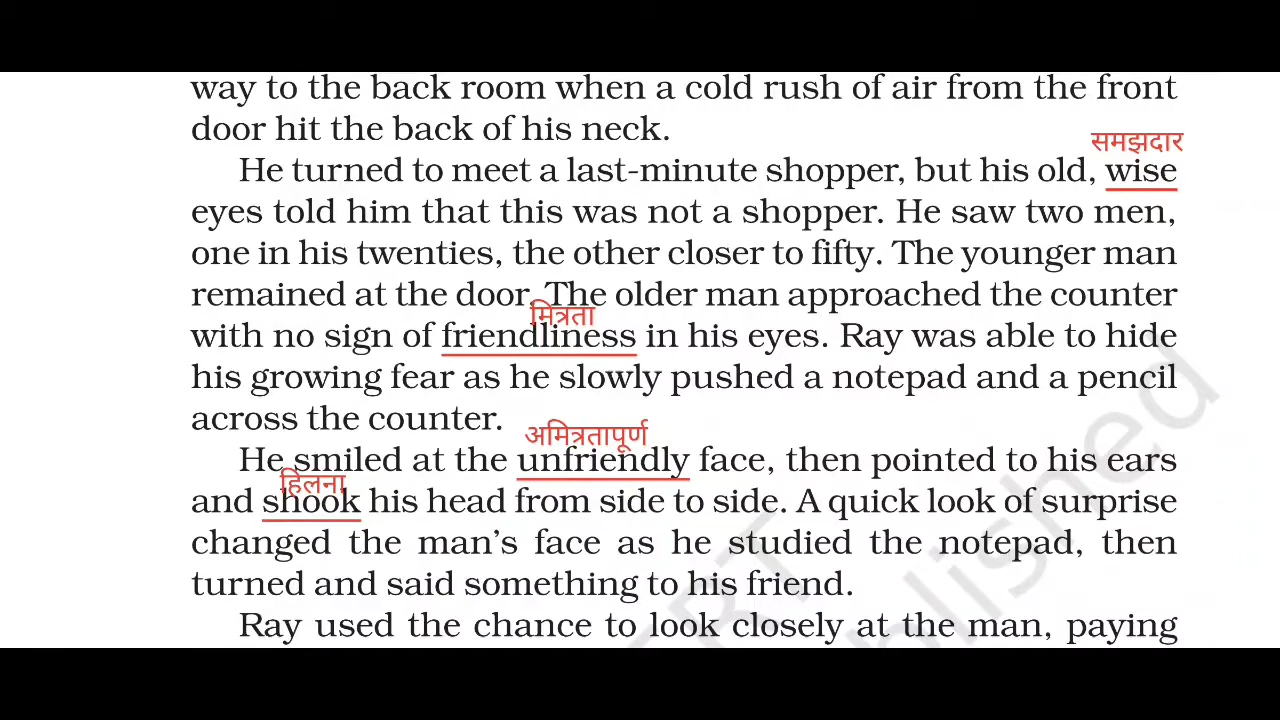 way to the back room when a cold rush of air from the front
door hit the back of his neck.
समझदार
He turned to meet a last-minute shopper, but his old, wise
eyes told him that this was not a shopper. He saw two men,
one in his twenties, the other closer to fifty. The younger man
remained at the door. The older man approached the counter
मित्रता
with no sign of friendliness in his eyes. Ray was able to hide
his growing fear as he slowly pushed a notepad and a pencil
across the counter.
अमित्रतापूर्ण
He smiled at the unfriendly face, then pointed to his ears
हिलना
and shook his head from side to side. A quick look of surprise
changed the man's face as he studied the notepad, then
turned and said something to his friend.
Ray used the chance to look closely at the man, paying